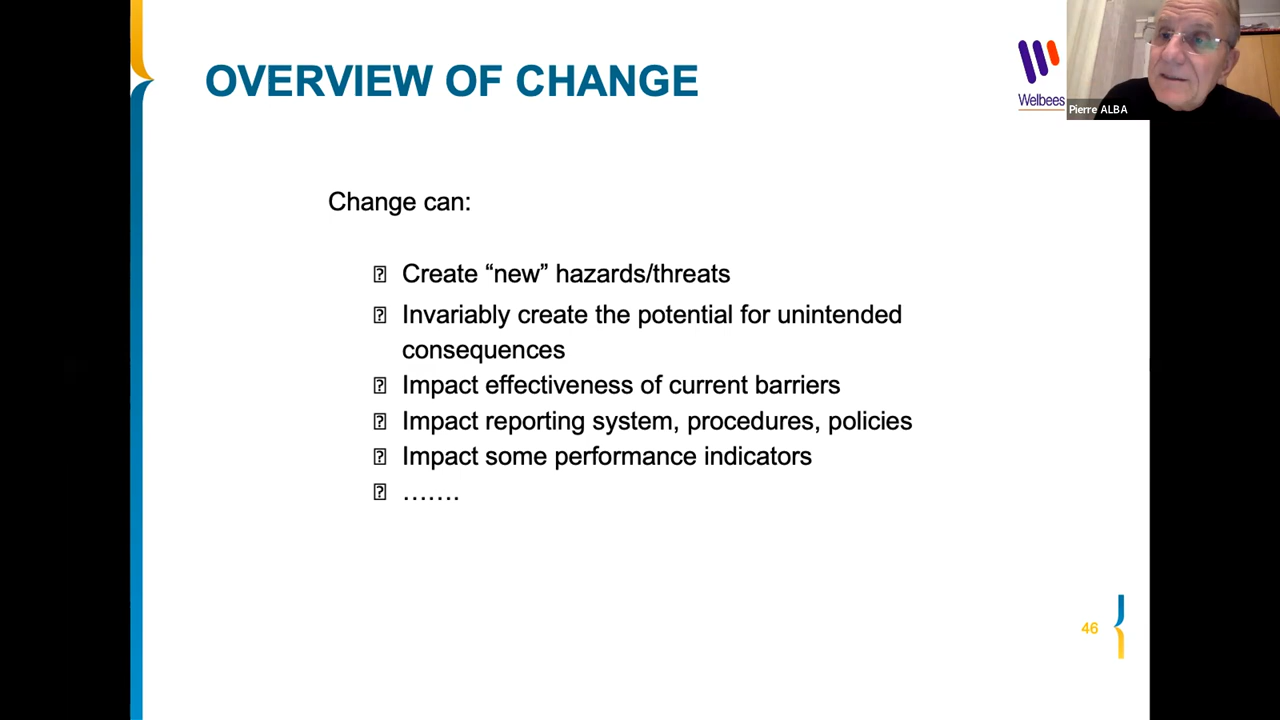 OVERVIEW OF CHANGE
Welbees
Pierre ALBA
Change can:
Create “new” hazards/threats
Invariably create the potential for unintended
consequences
Impact effectiveness of current barriers
Impact reporting system, procedures, policies
Impact some performance indicators
.......
46